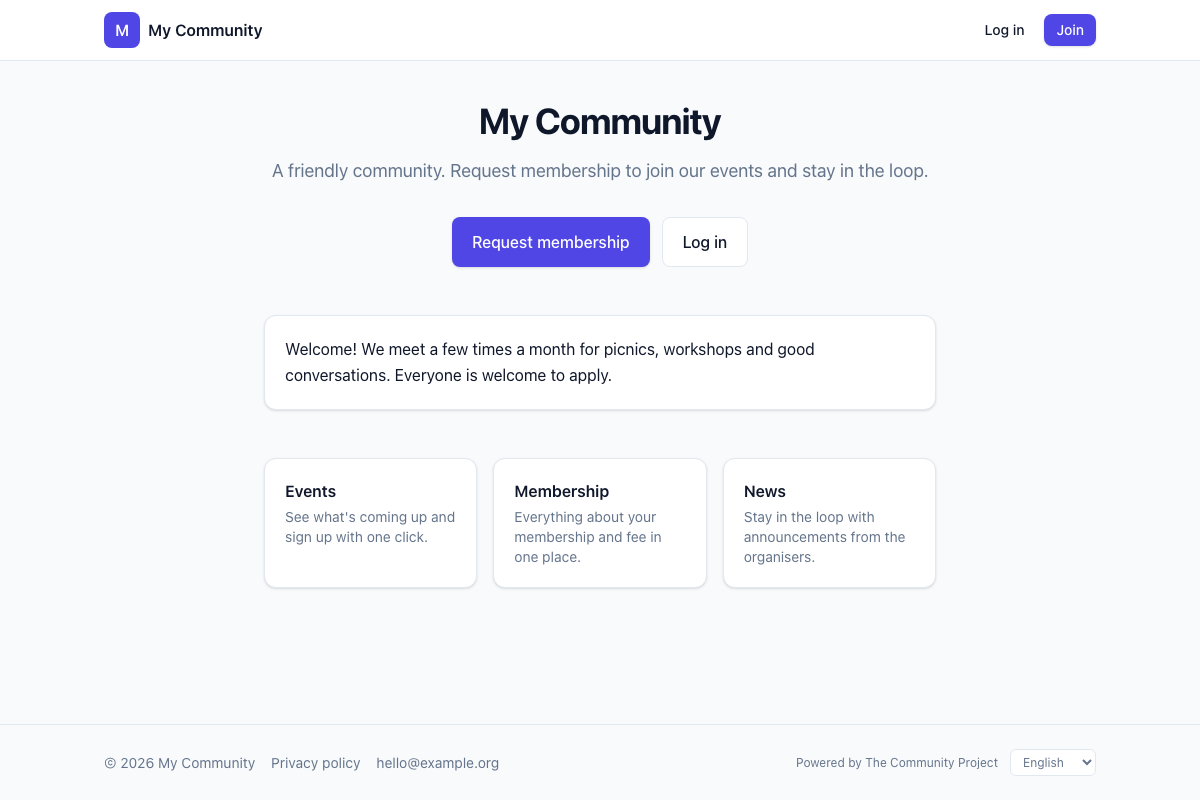 M My Community
Log in
Join
My Community
A friendly community. Request membership to join our events and stay in the loop.
Request membership
Log in
Welcome! We meet a few times a month for picnics, workshops and good
conversations. Everyone is welcome to apply.
Events
See what's coming up and
sign up with one click.
Membership
Everything about your
membership and fee in
one place.
News
Stay in the loop with
announcements from the
organisers.
© 2026 My Community
Privacy policy
hello@example.org
Powered by The Community Project
English